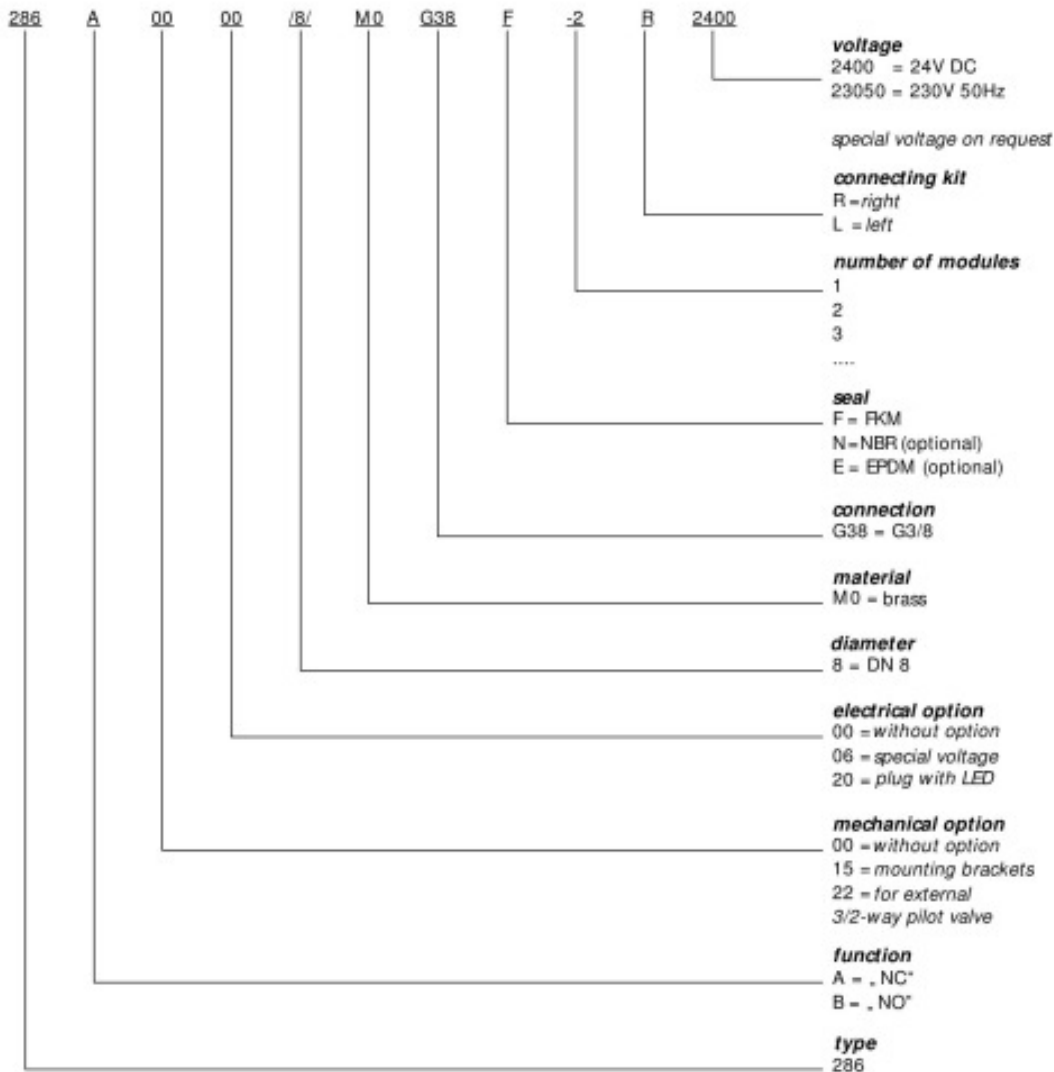 286 A 00 00 /8/ M0 G38 F -2 R 2400
voltage
2400 = 24V DC
23050 = 230V 50Hz
special voltage on request
connecting kit
R =right
L = left
number of modules
1
2
3
....
seal
F = FKM
N=NBR (optional)
E = EPDM (optional)
connection
G38 = G3/8
material
M0 = brass
diameter
8 = DN 8
electrical option
00 = without option
06 = special voltage
20 = plug with LED
mechanical option
00 = without option
15 = mounting brackets
22 = for external
3/2-way pilot valve
function
A = „NC“
B = „NO”
type
286